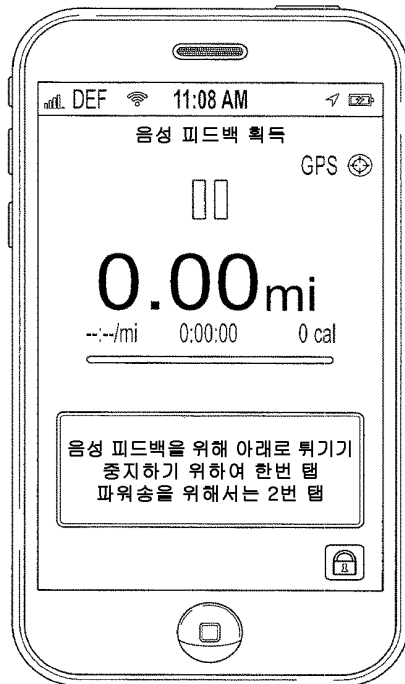 DEF 11:08 AM
음성 피드백 획득
GPS
0.00mi
--:--/mi 0:00:00 0 cal
음성 피드백을 위해 아래로 튀기기
중지하기 위하여 한번 탭
파워송을 위해서는 2번 탭